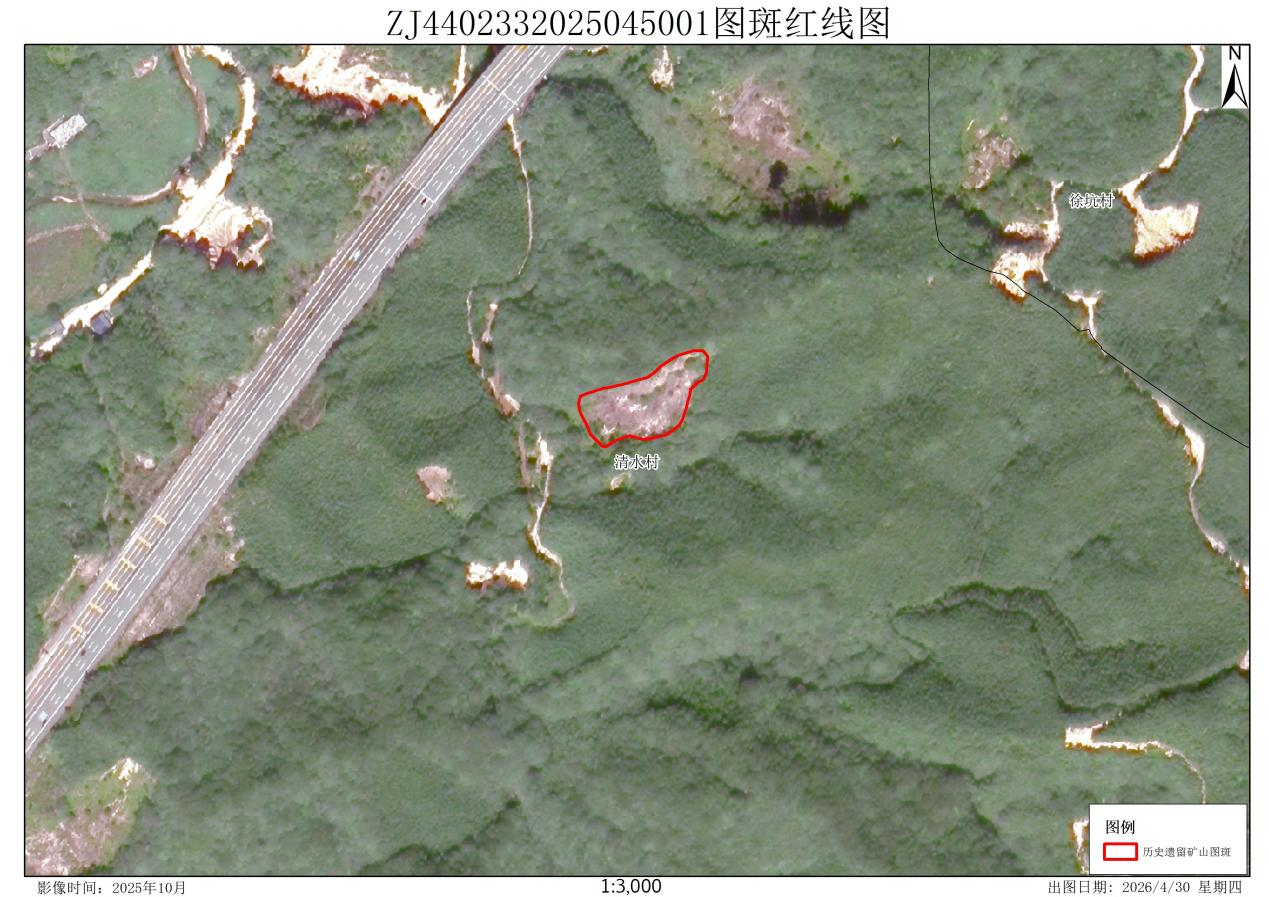 ZJ4402332025045001图斑红线图
N
徐坑村
清水村
图例
历史遗留矿山图斑
影像时间：2025年10月
1:3,000
出图日期：2026/4/30 星期四